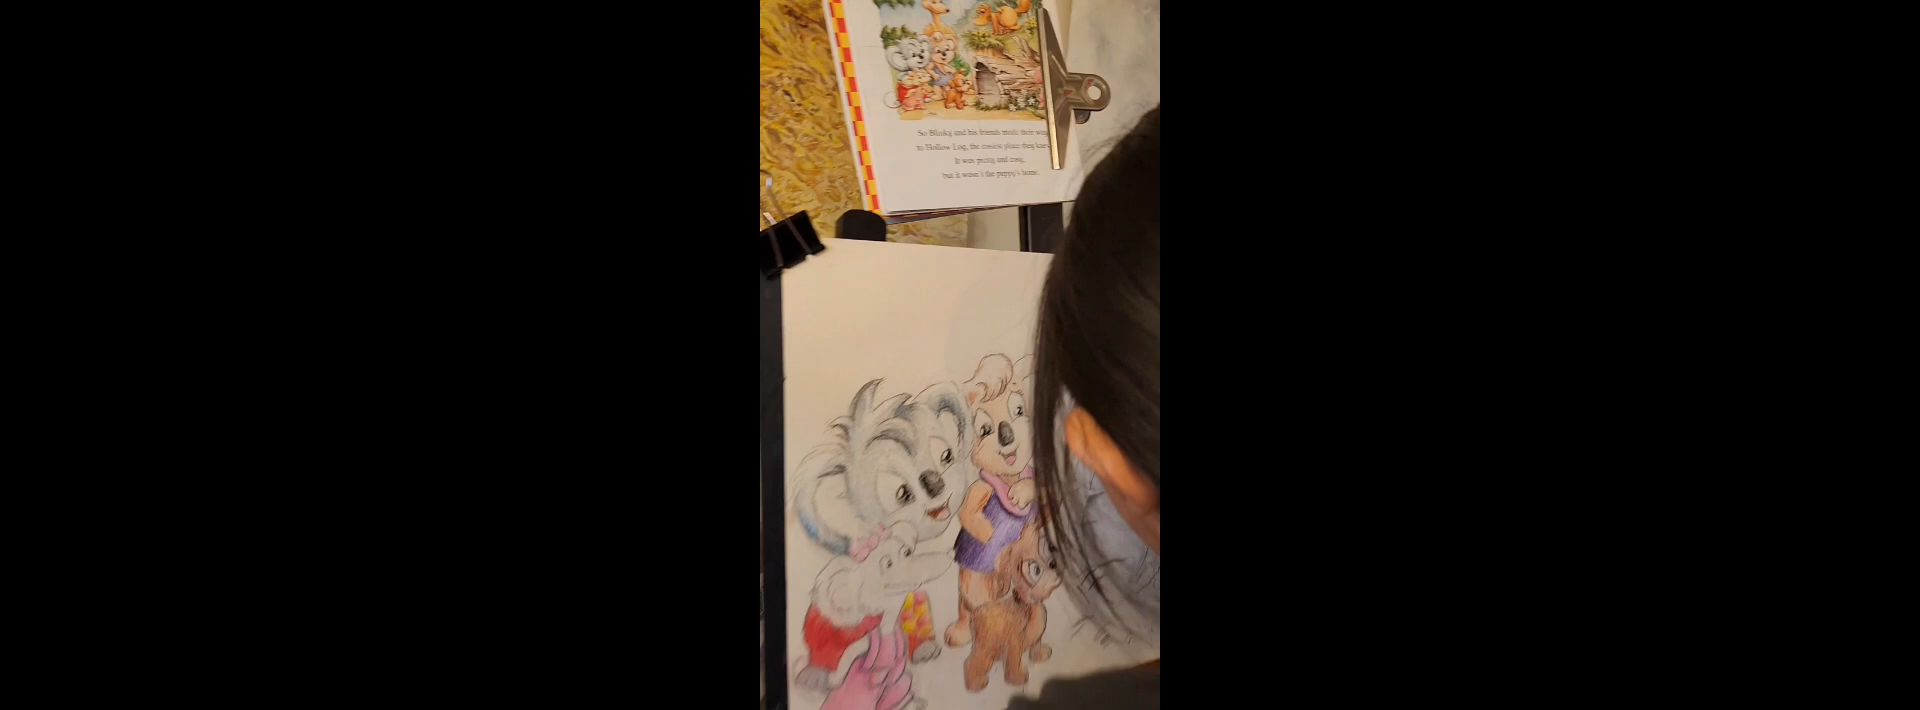 So Blinky and his friends made their way
to Hollow Log, the cosiest place they knew.
It was pretty and cosy,
but it wasn't the puppy's home.